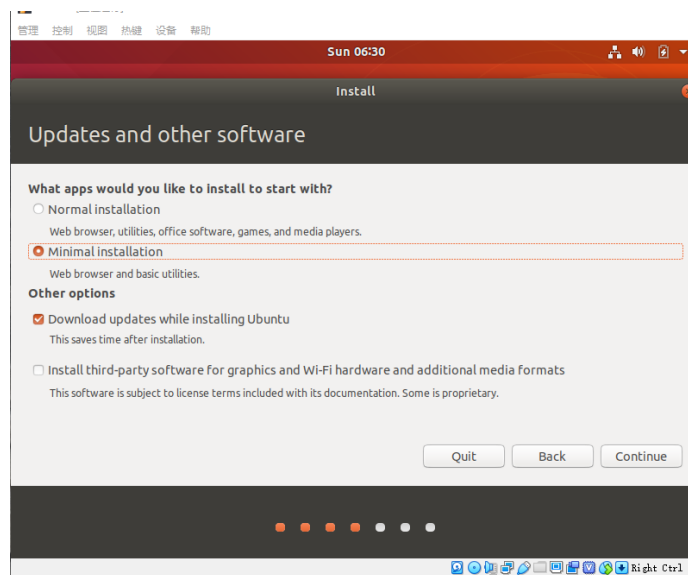 管理 控制 视图 热键 设备 帮助
Sun 06:30
Install
Updates and other software
What apps would you like to install to start with?
Normal installation
Web browser, utilities, office software, games, and media players.
Minimal installation
Web browser and basic utilities.
Other options
Download updates while installing Ubuntu
This saves time after installation.
Install third-party software for graphics and Wi-Fi hardware and additional media formats
This software is subject to license terms included with its documentation. Some is proprietary.
Quit Back Continue
Right Ctrl